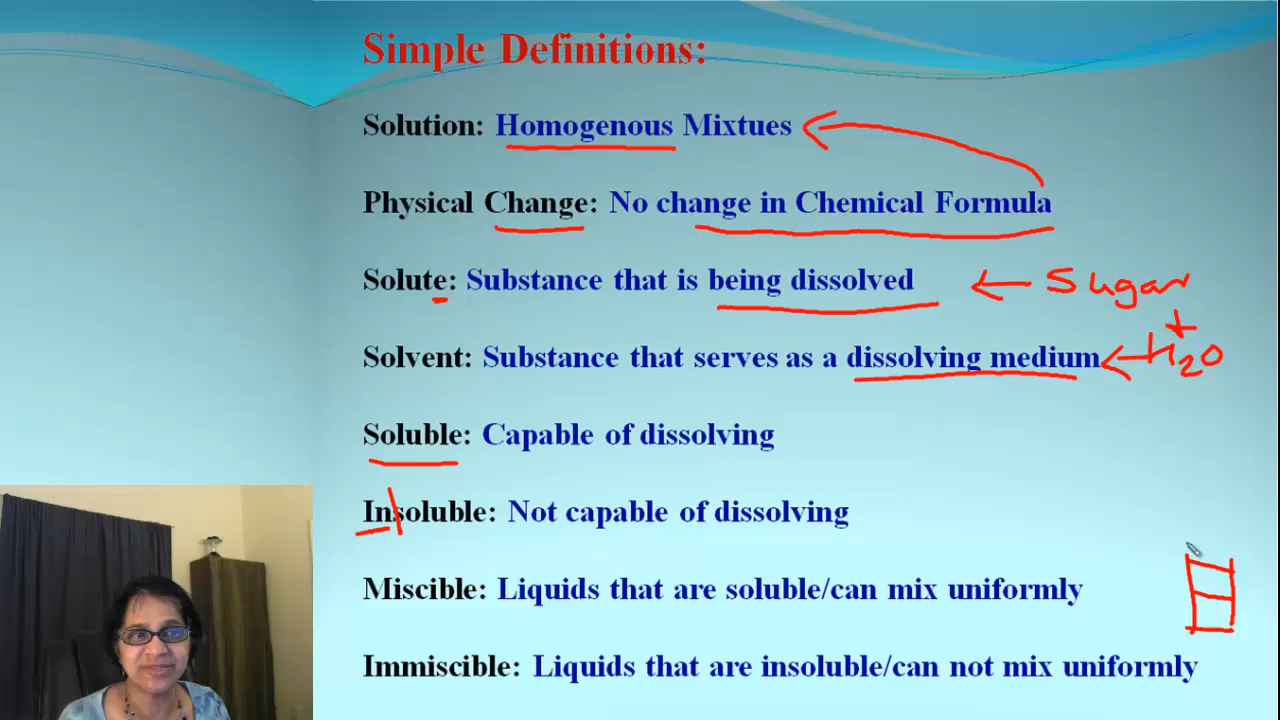 Simple Definitions:
Solution: Homogenous Mixtues
Physical Change: No change in Chemical Formula
Solute: Substance that is being dissolved ← Sugar
+
Solvent: Substance that serves as a dissolving medium ← H2O
Soluble: Capable of dissolving
Insoluble: Not capable of dissolving
Miscible: Liquids that are soluble/can mix uniformly
Immiscible: Liquids that are insoluble/can not mix uniformly